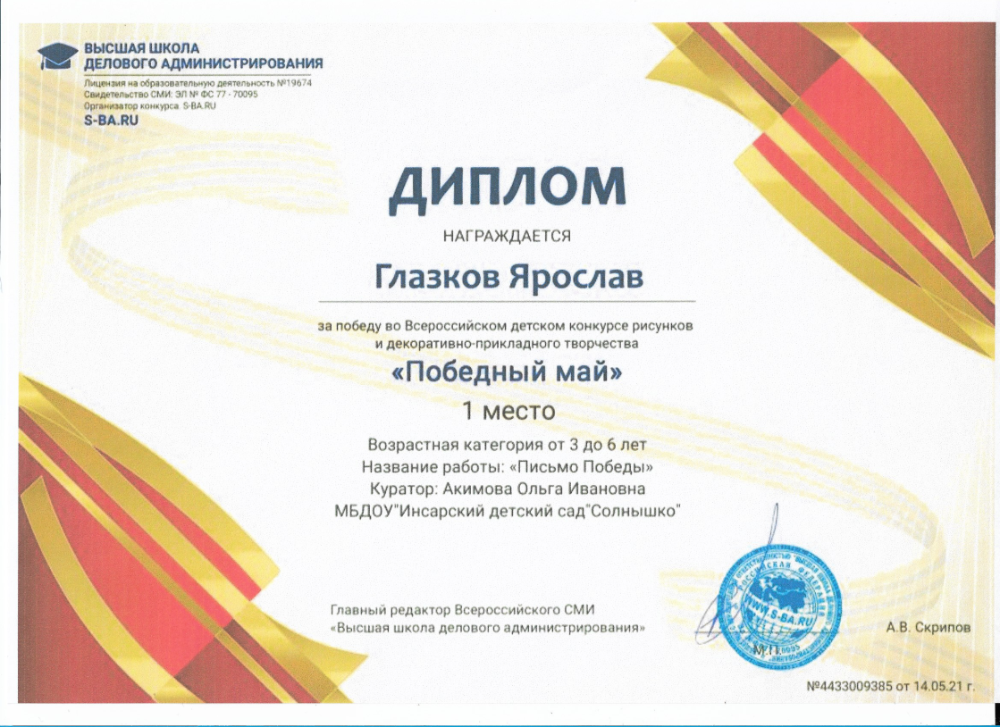 ВЫСШАЯ ШКОЛА
ДЕЛОВОГО АДМИНИСТРИРОВАНИЯ
Лицензия на образовательную деятельность №19674
Свидетельство СМИ: ЭЛ № ФС 77 - 70095
Организатор конкурса S-BA.RU
S-BA.RU
ДИПЛОМ
НАГРАЖДАЕТСЯ
Глазков Ярослав
за победу во Всероссийском детском конкурсе рисунков
и декоративно-прикладного творчества
«Победный май»
1 место
Возрастная категория от 3 до 6 лет
Название работы: «Письмо Победы»
Куратор: Акимова Ольга Ивановна
МБДОУ"Инсарский детский сад"Солнышко"
Главный редактор Всероссийского СМИ
«Высшая школа делового администрирования»
РОССИЙСКАЯ ФЕДЕРАЦИЯ
WWW.S-BA.RU
М.П.
А.В. Скрипов
№4433009385 от 14.05.21 г.